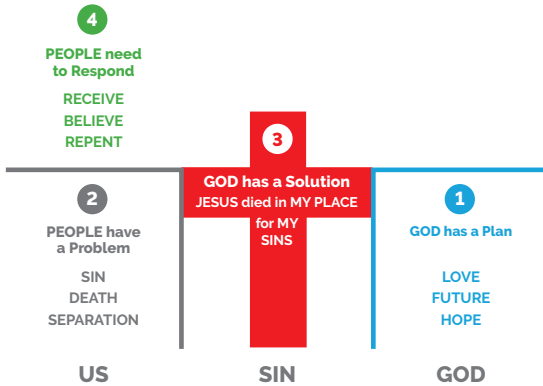 4
PEOPLE need
to Respond
RECEIVE
BELIEVE
REPENT
3
GOD has a Solution
JESUS died in MY PLACE
for MY
SINS
2
PEOPLE have
a Problem
SIN
DEATH
SEPARATION
1
GOD has a Plan
LOVE
FUTURE
HOPE
US
SIN
GOD